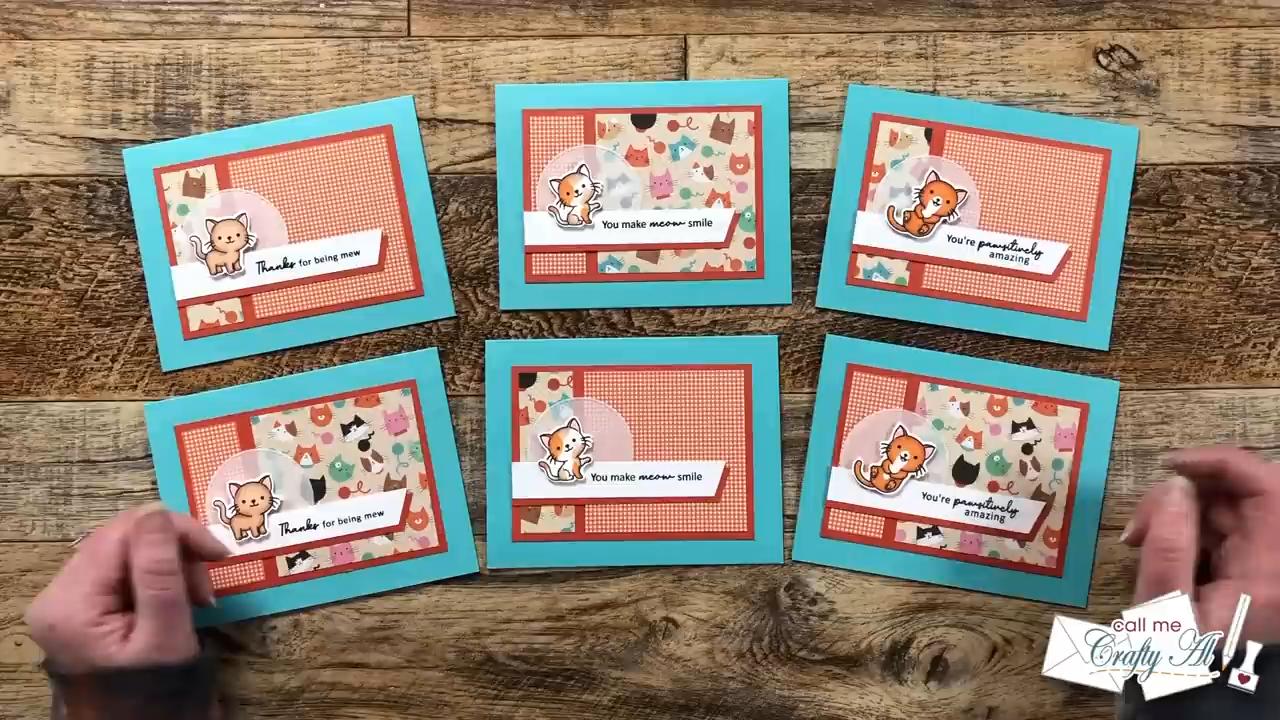 Thanks for being mew
You make meow smile
You're pawsitively
amazing
Thanks for being mew
You make meow smile
You're pawsitively
amazing
call me
Crafty Al